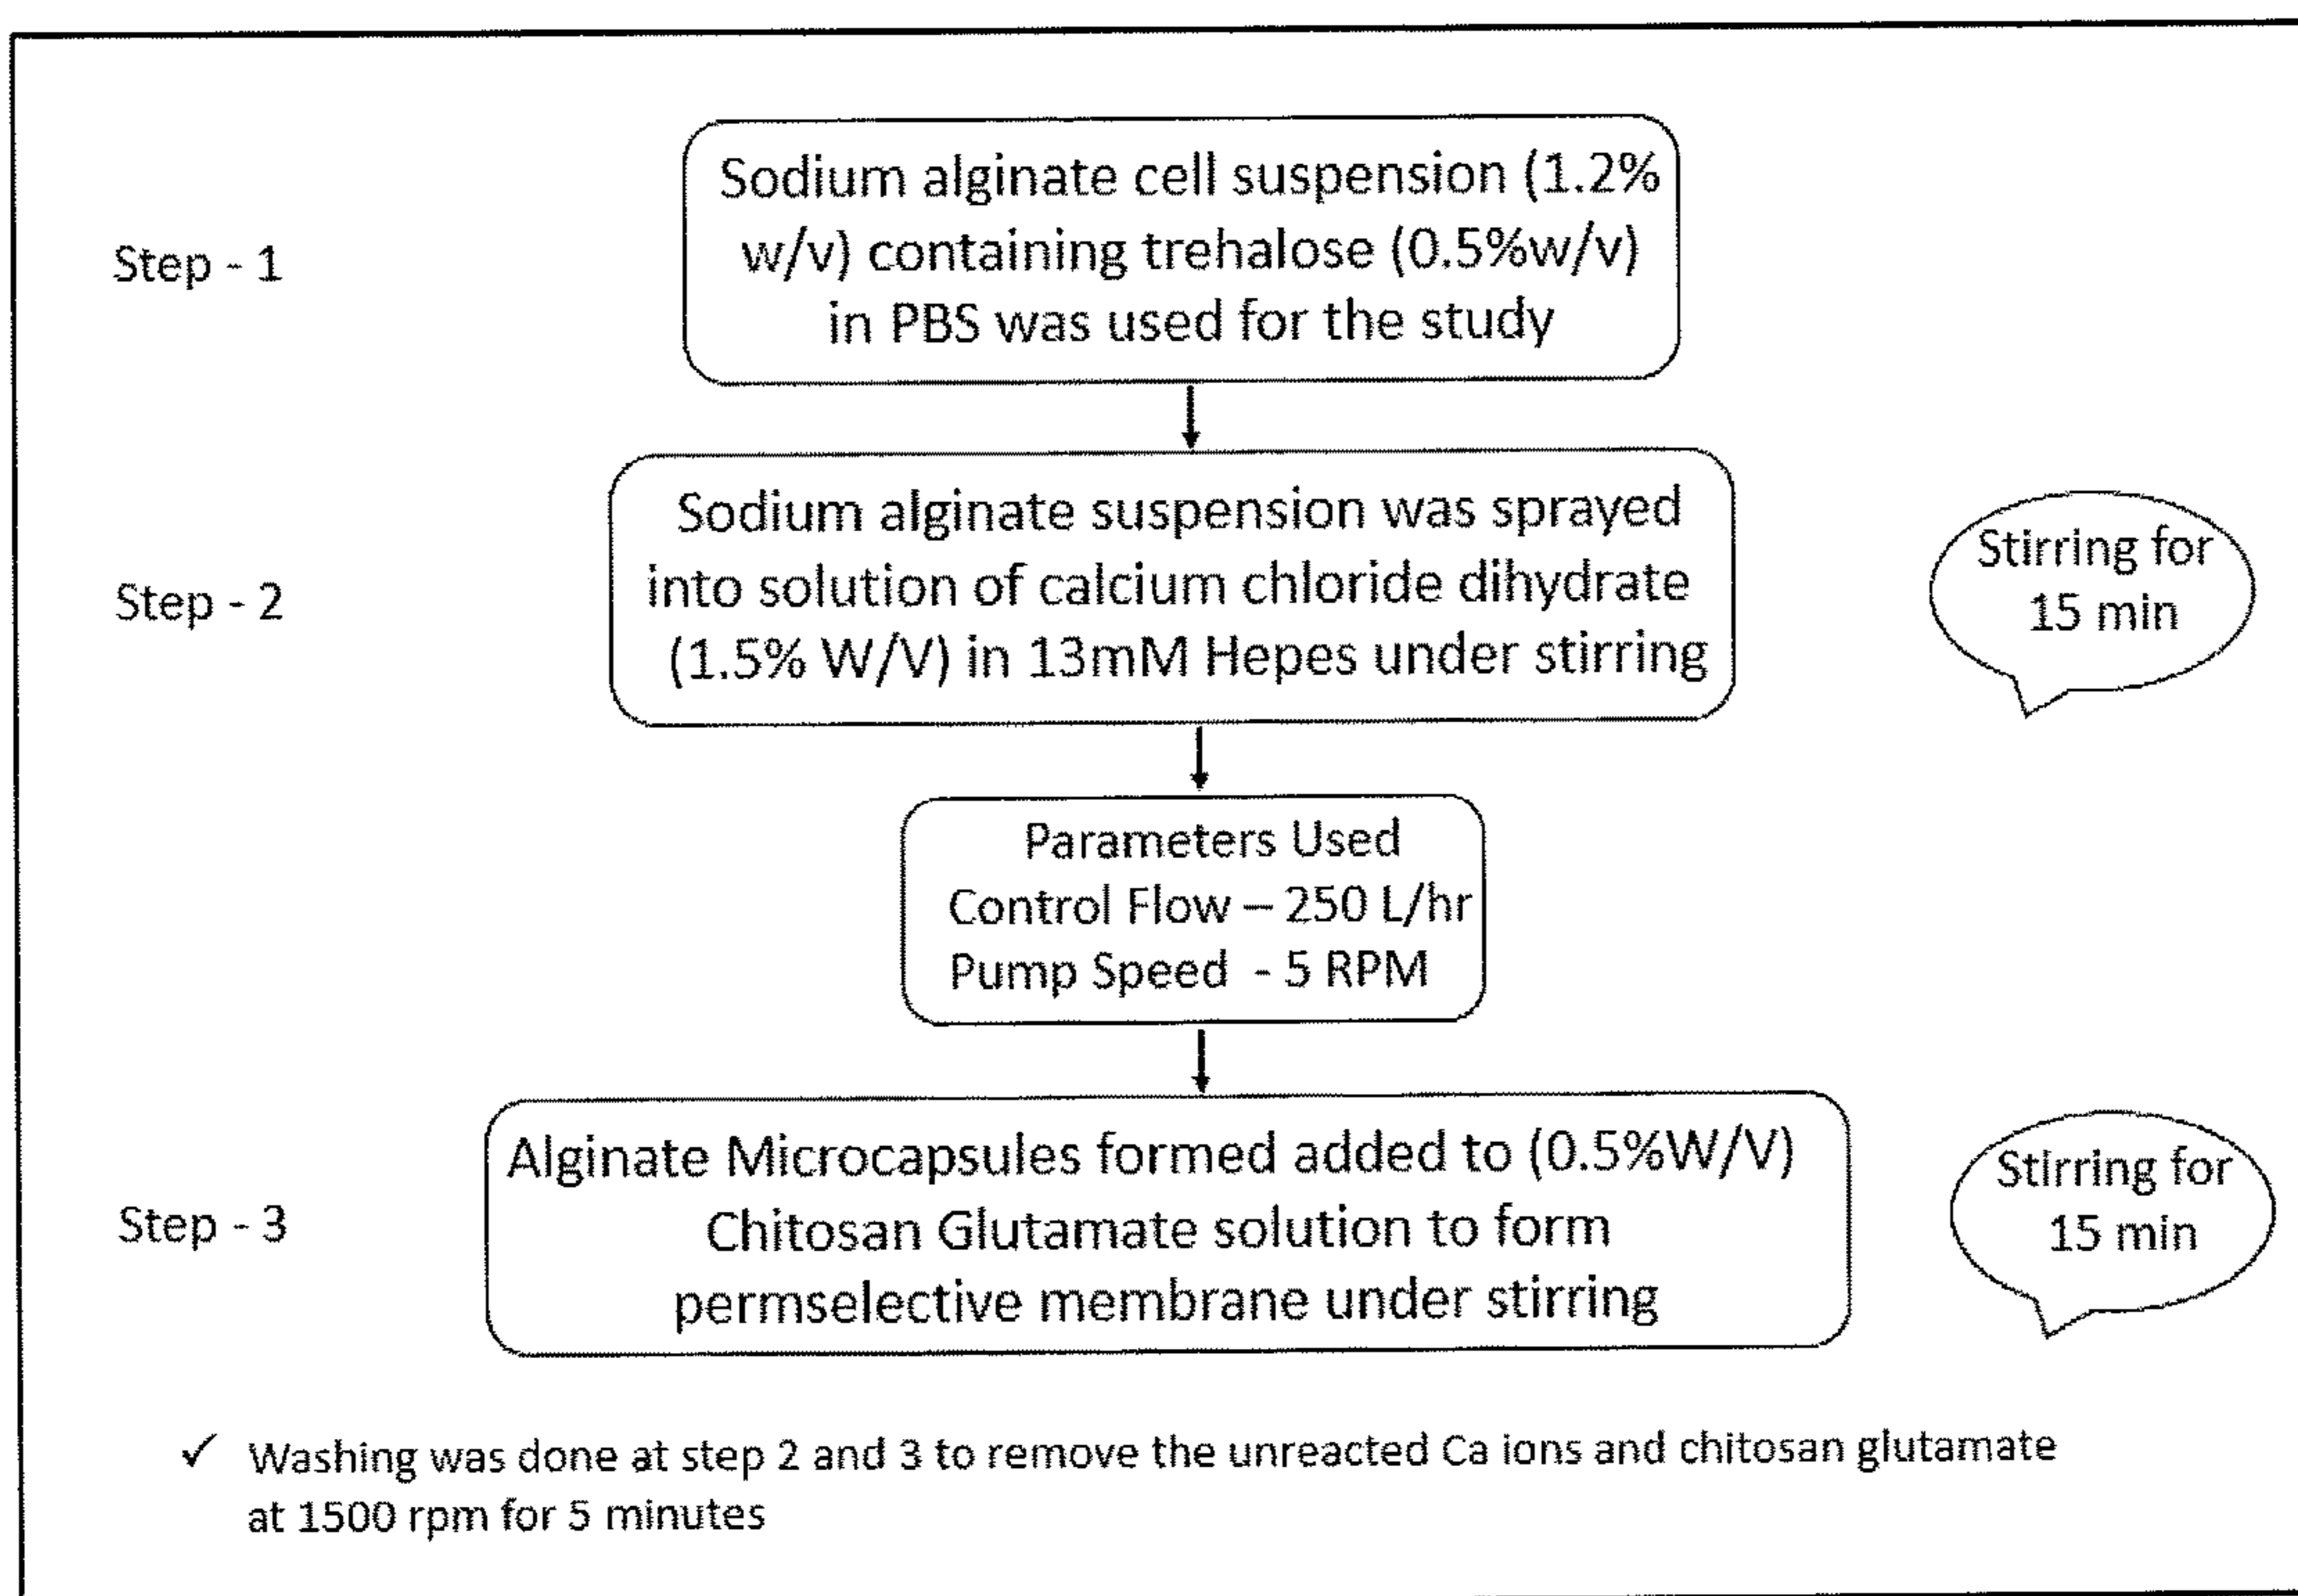 Sodium alginate cell suspension (1.2%
w/v) containing trehalose (0.5%w/v)
in PBS was used for the study
Step - 1
Sodium alginate suspension was sprayed
into solution of calcium chloride dihydrate
(1.5% W/V) in 13mM Hepes under stirring
Step - 2
Stirring for
15 min
Parameters Used
Control Flow – 250 L/hr
Pump Speed - 5 RPM
Alginate Microcapsules formed added to (0.5%W/V)
Chitosan Glutamate solution to form
permselective membrane under stirring
Step - 3
Stirring for
15 min
✓ Washing was done at step 2 and 3 to remove the unreacted Ca ions and chitosan glutamate
at 1500 rpm for 5 minutes